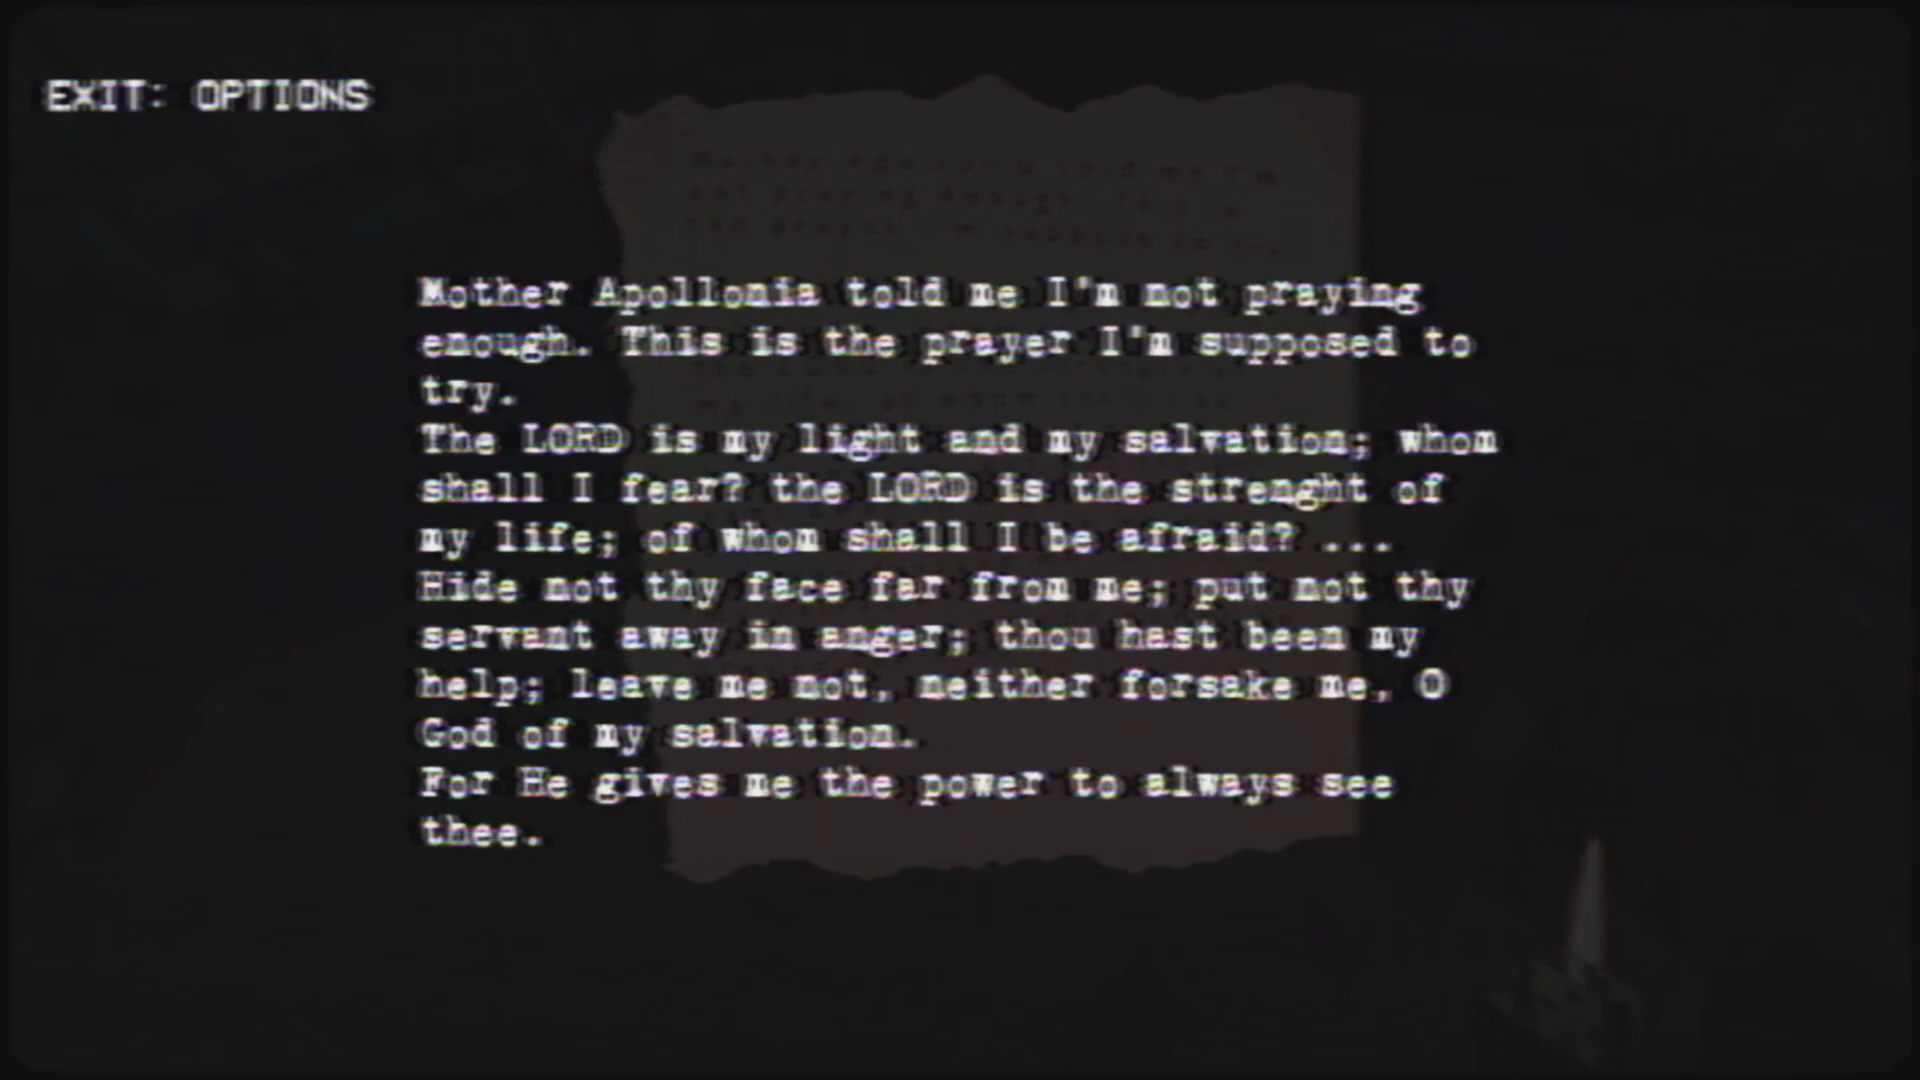 EXIT: OPTIONS
Mother Apollonia told me I'm not praying
enough. This is the prayer I'm supposed to
try.
The LORD is my light and my salvation; whom
shall I fear? the LORD is the strenght of
my life; of whom shall I be afraid? ...
Hide not thy face far from me; put not thy
servant away in anger; thou hast been my
help; leave me not, neither forsake me, O
God of my salvation.
For He gives me the power to always see
thee.